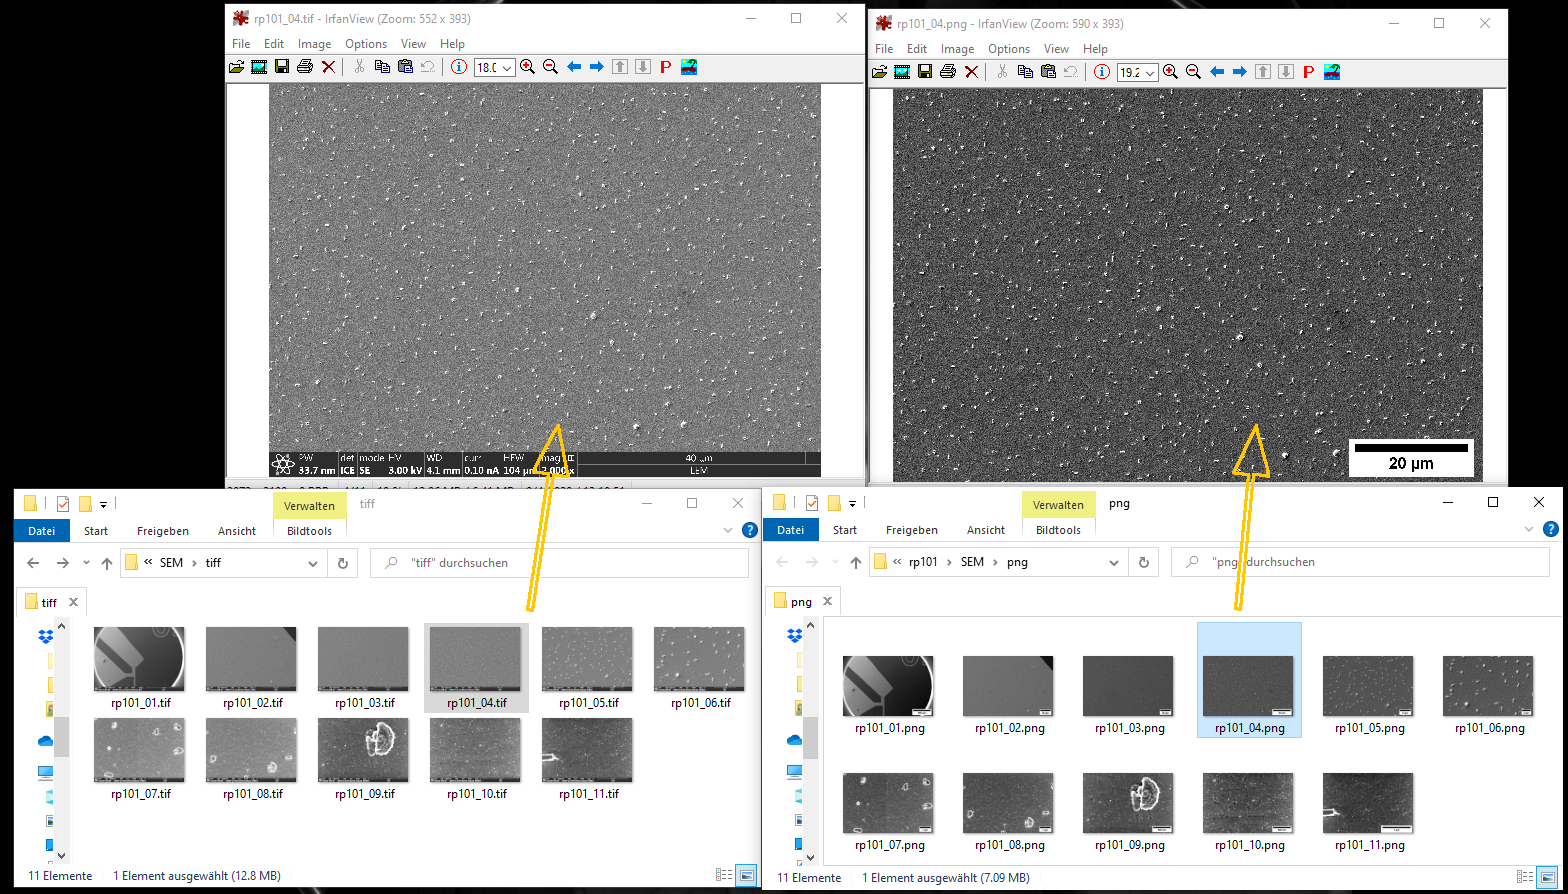 rp101_04.tif - IrfanView (Zoom: 552 x 393)
File Edit Image Options View Help
PW det mode HV WD curr HFW 40 µm
33.7 nm ICE SE 3.00 kV 4.1 mm 0.10 nA 104 µm 2 000 x LEM
rp101_04.png - IrfanView (Zoom: 590 x 393)
File Edit Image Options View Help
20 µm
Verwalten tiff
Datei Start Freigeben Ansicht Bildtools
« SEM › tiff
"tiff" durchsuchen
tiff
rp101_01.tif rp101_02.tif rp101_03.tif rp101_04.tif rp101_05.tif rp101_06.tif
rp101_07.tif rp101_08.tif rp101_09.tif rp101_10.tif rp101_11.tif
11 Elemente 1 Element ausgewählt (12.8 MB)
Verwalten png
Datei Start Freigeben Ansicht Bildtools
« rp101 › SEM › png
"png" durchsuchen
png
rp101_01.png rp101_02.png rp101_03.png rp101_04.png rp101_05.png rp101_06.png
rp101_07.png rp101_08.png rp101_09.png rp101_10.png rp101_11.png
11 Elemente 1 Element ausgewählt (7.09 MB)